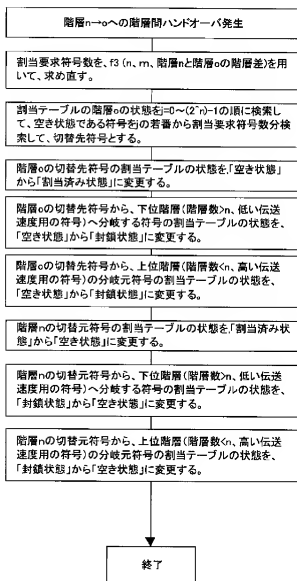 階層n→oへの階層間ハンドオーバ発生
割当要求符号数を、f3(n、m、階層nと階層oの階層差)を用
いて、求め直す。
割当テーブルの階層oの状態をj=0~(2^n)-1の順に検索し
て、空き状態である符号をjの若番から割当要求符号数分検
索して、切替先符号とする。
階層oの切替先符号の割当テーブルの状態を、「空き状態」
から「割当済み状態」に変更する。
階層oの切替先符号から、下位階層(階層数>n、低い伝送
速度用の符号)へ分岐する符号の割当テーブルの状態を、
「空き状態」から「封鎖状態」に変更する。
階層oの切替先符号から、上位階層(階層数<n、高い伝送
速度用の符号)の分岐元符号の割当テーブルの状態を、
「空き状態」から「封鎖状態」に変更する。
階層nの切替元符号の割当テーブルの状態を、「割当済み状
態」から「空き状態」に変更する。
階層nの切替元符号から、下位階層(階層数>n、低い伝送
速度用の符号)へ分岐する符号の割当テーブルの状態を、
「封鎖状態」から「空き状態」に変更する。
階層nの切替元符号から、上位階層(階層数<n、高い伝送
速度用の符号)の分岐元符号の割当テーブルの状態を、
「封鎖状態」から「空き状態」に変更する。
終了